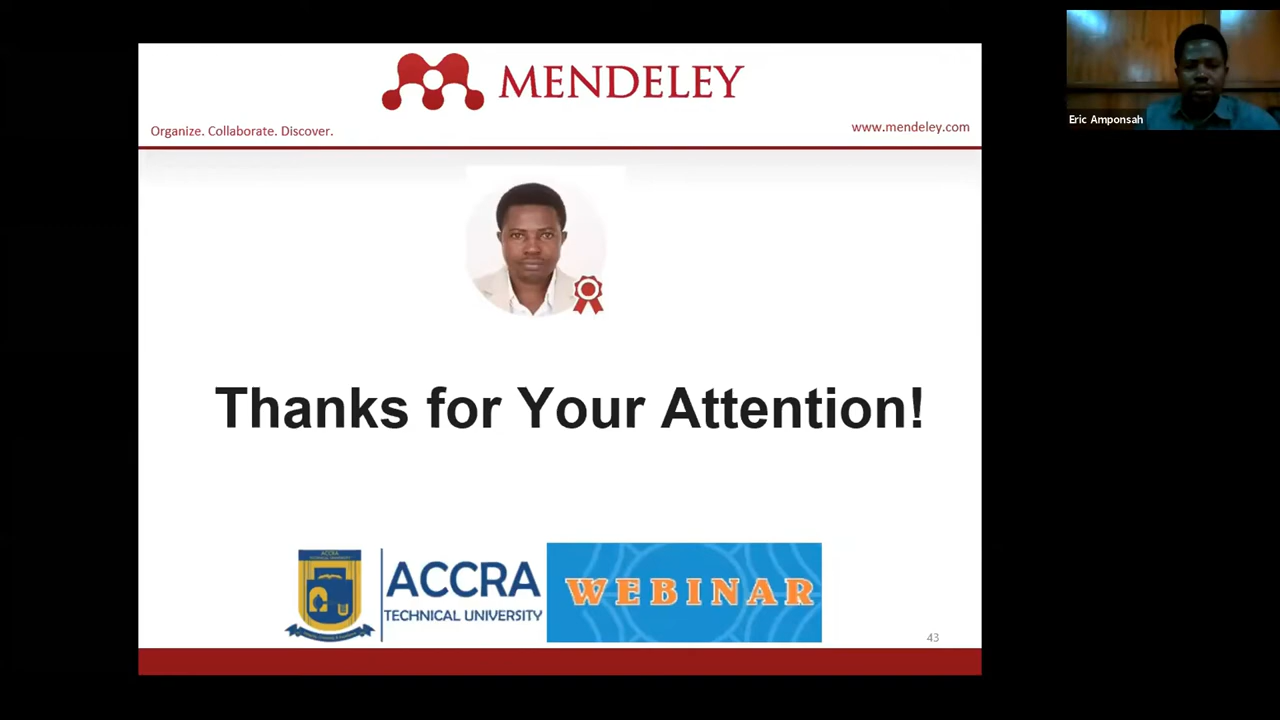 MENDELEY
Organize. Collaborate. Discover.
www.mendeley.com
Eric Amponsah
Thanks for Your Attention!
ACCRA
TECHNICAL UNIVERSITY
WEBINAR
43